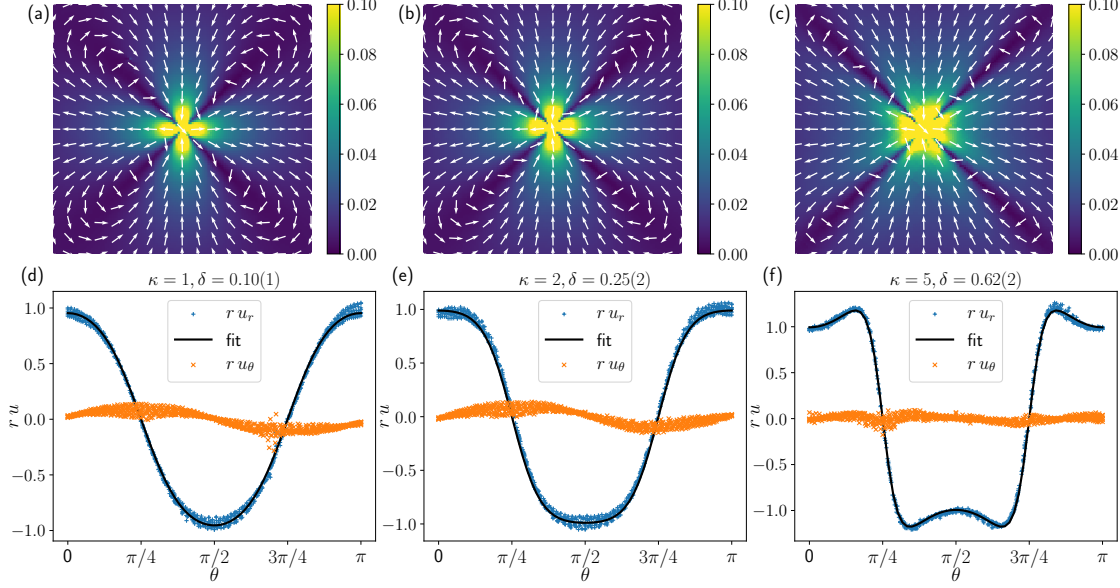 (a)
0.10
0.08
0.06
0.04
0.02
0.00
(b)
0.10
0.08
0.06
0.04
0.02
0.00
(c)
0.10
0.08
0.06
0.04
0.02
0.00
(d)
κ = 1, δ = 0.10(1)
1.0
0.5
0.0
−0.5
−1.0
r u
r u_r
fit
r u_θ
0 π/4 π/2 3π/4 π
θ
(e)
κ = 2, δ = 0.25(2)
1.0
0.5
0.0
−0.5
−1.0
r u
r u_r
fit
r u_θ
0 π/4 π/2 3π/4 π
θ
(f)
κ = 5, δ = 0.62(2)
1.0
0.5
0.0
−0.5
−1.0
r u
r u_r
fit
r u_θ
0 π/4 π/2 3π/4 π
θ